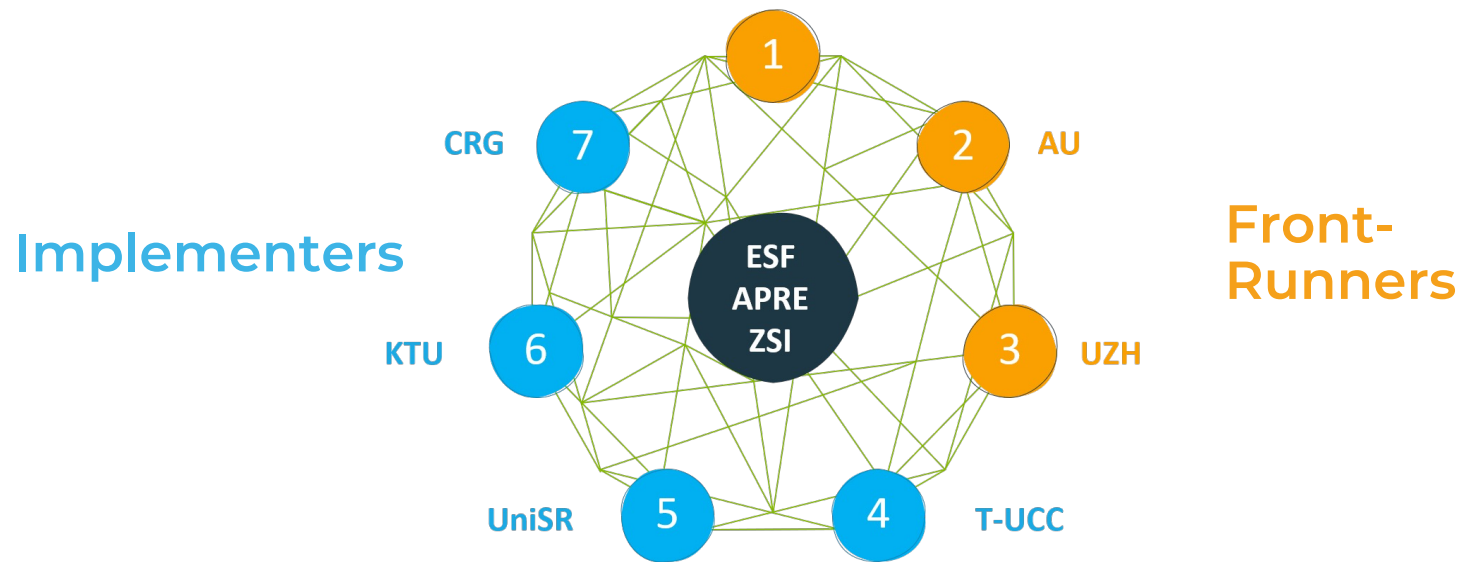 1
CRG
7
2
AU
Implementers
Front-
Runners
ESF
APRE
ZSI
KTU
6
3
UZH
UniSR
5
4
T-UCC